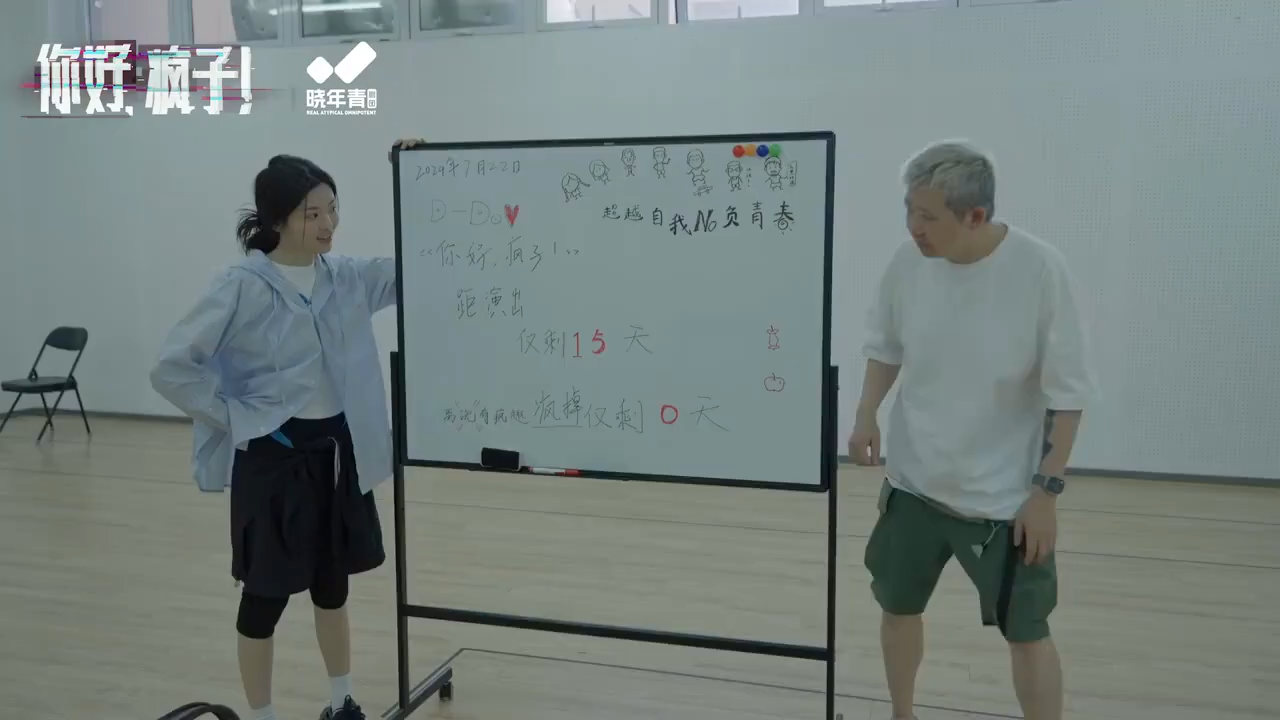 你好,疯子!
晓年青剧团
REAL ATYPICAL OMNIPOTENT
2024年7月22日
D-Do
超越自我No负青春
《你好,疯子!》
距演出
仅剩15天
疯掉仅剩0天